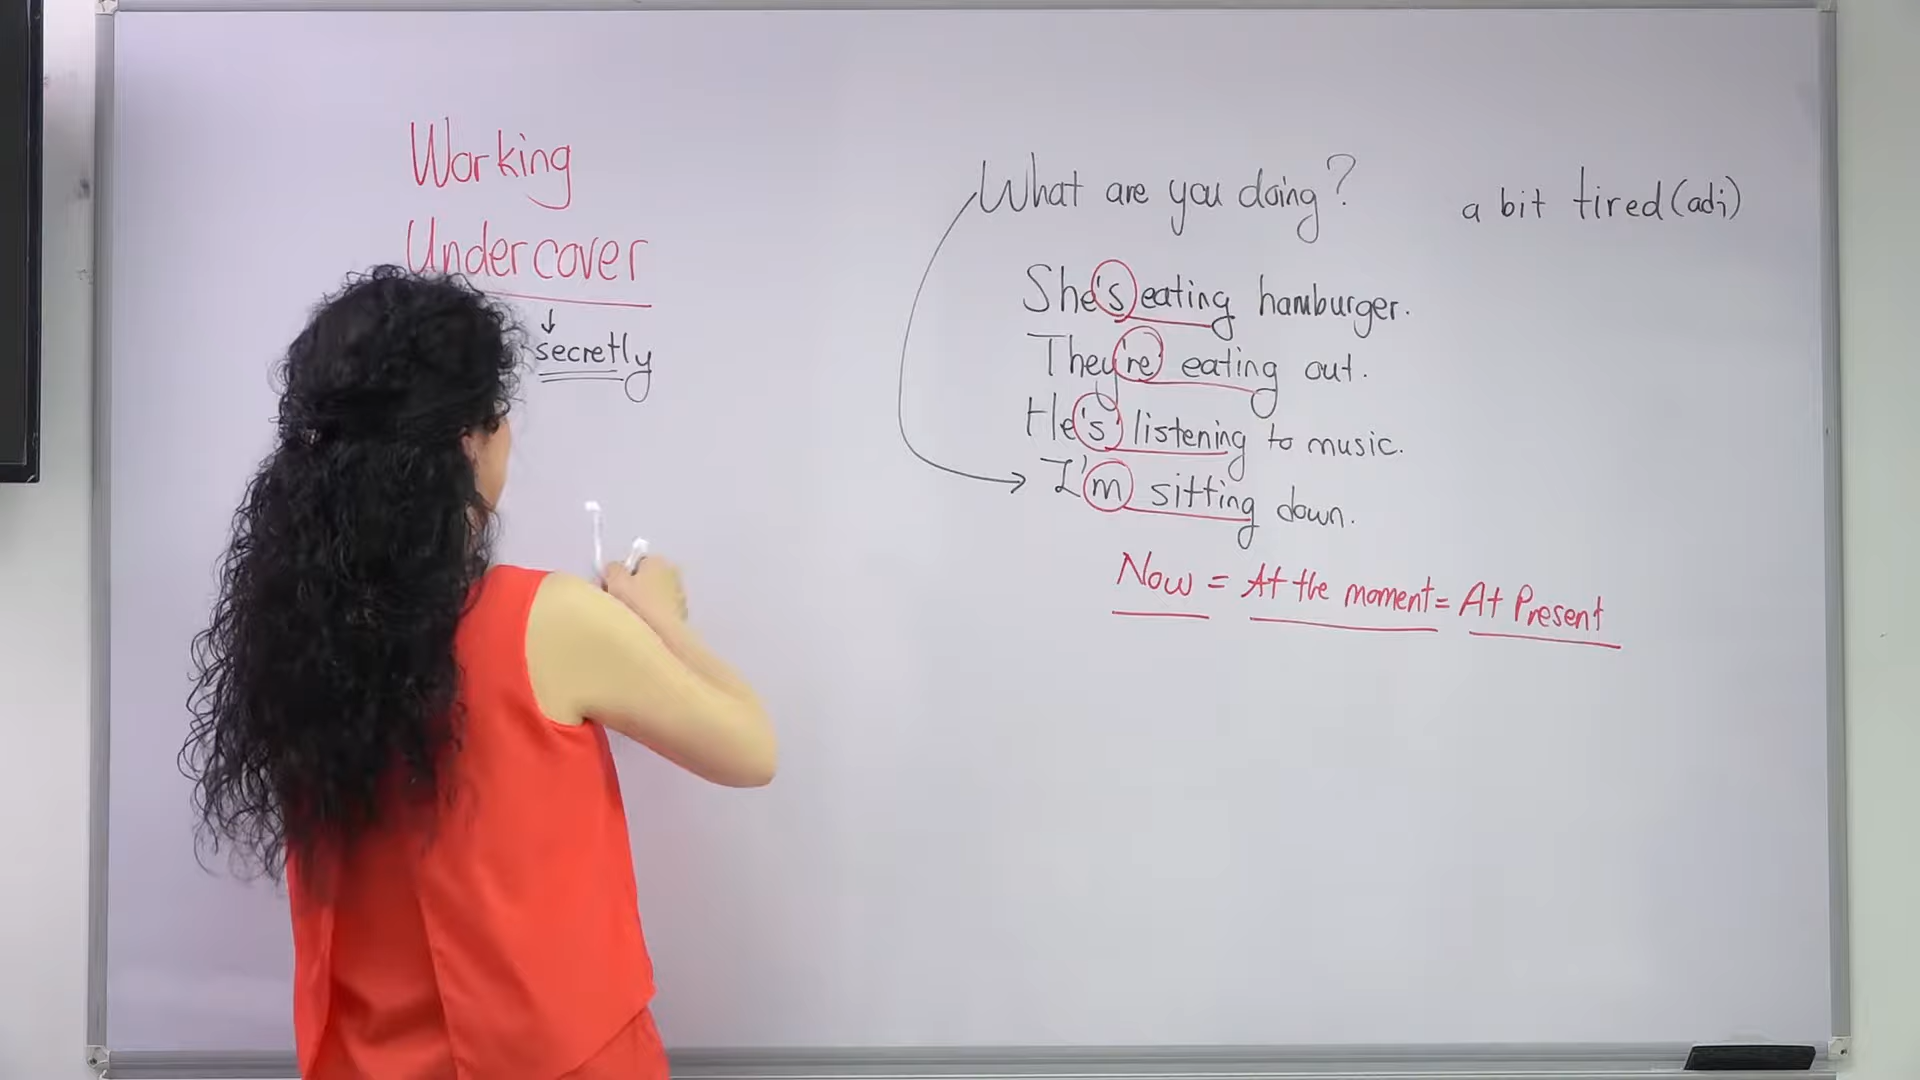 Working
Undercover
↓
secretly
What are you doing?
a bit tired (adj)
She's eating hamburger.
They're eating out.
He's listening to music.
I'm sitting down.
Now = At the moment = At Present